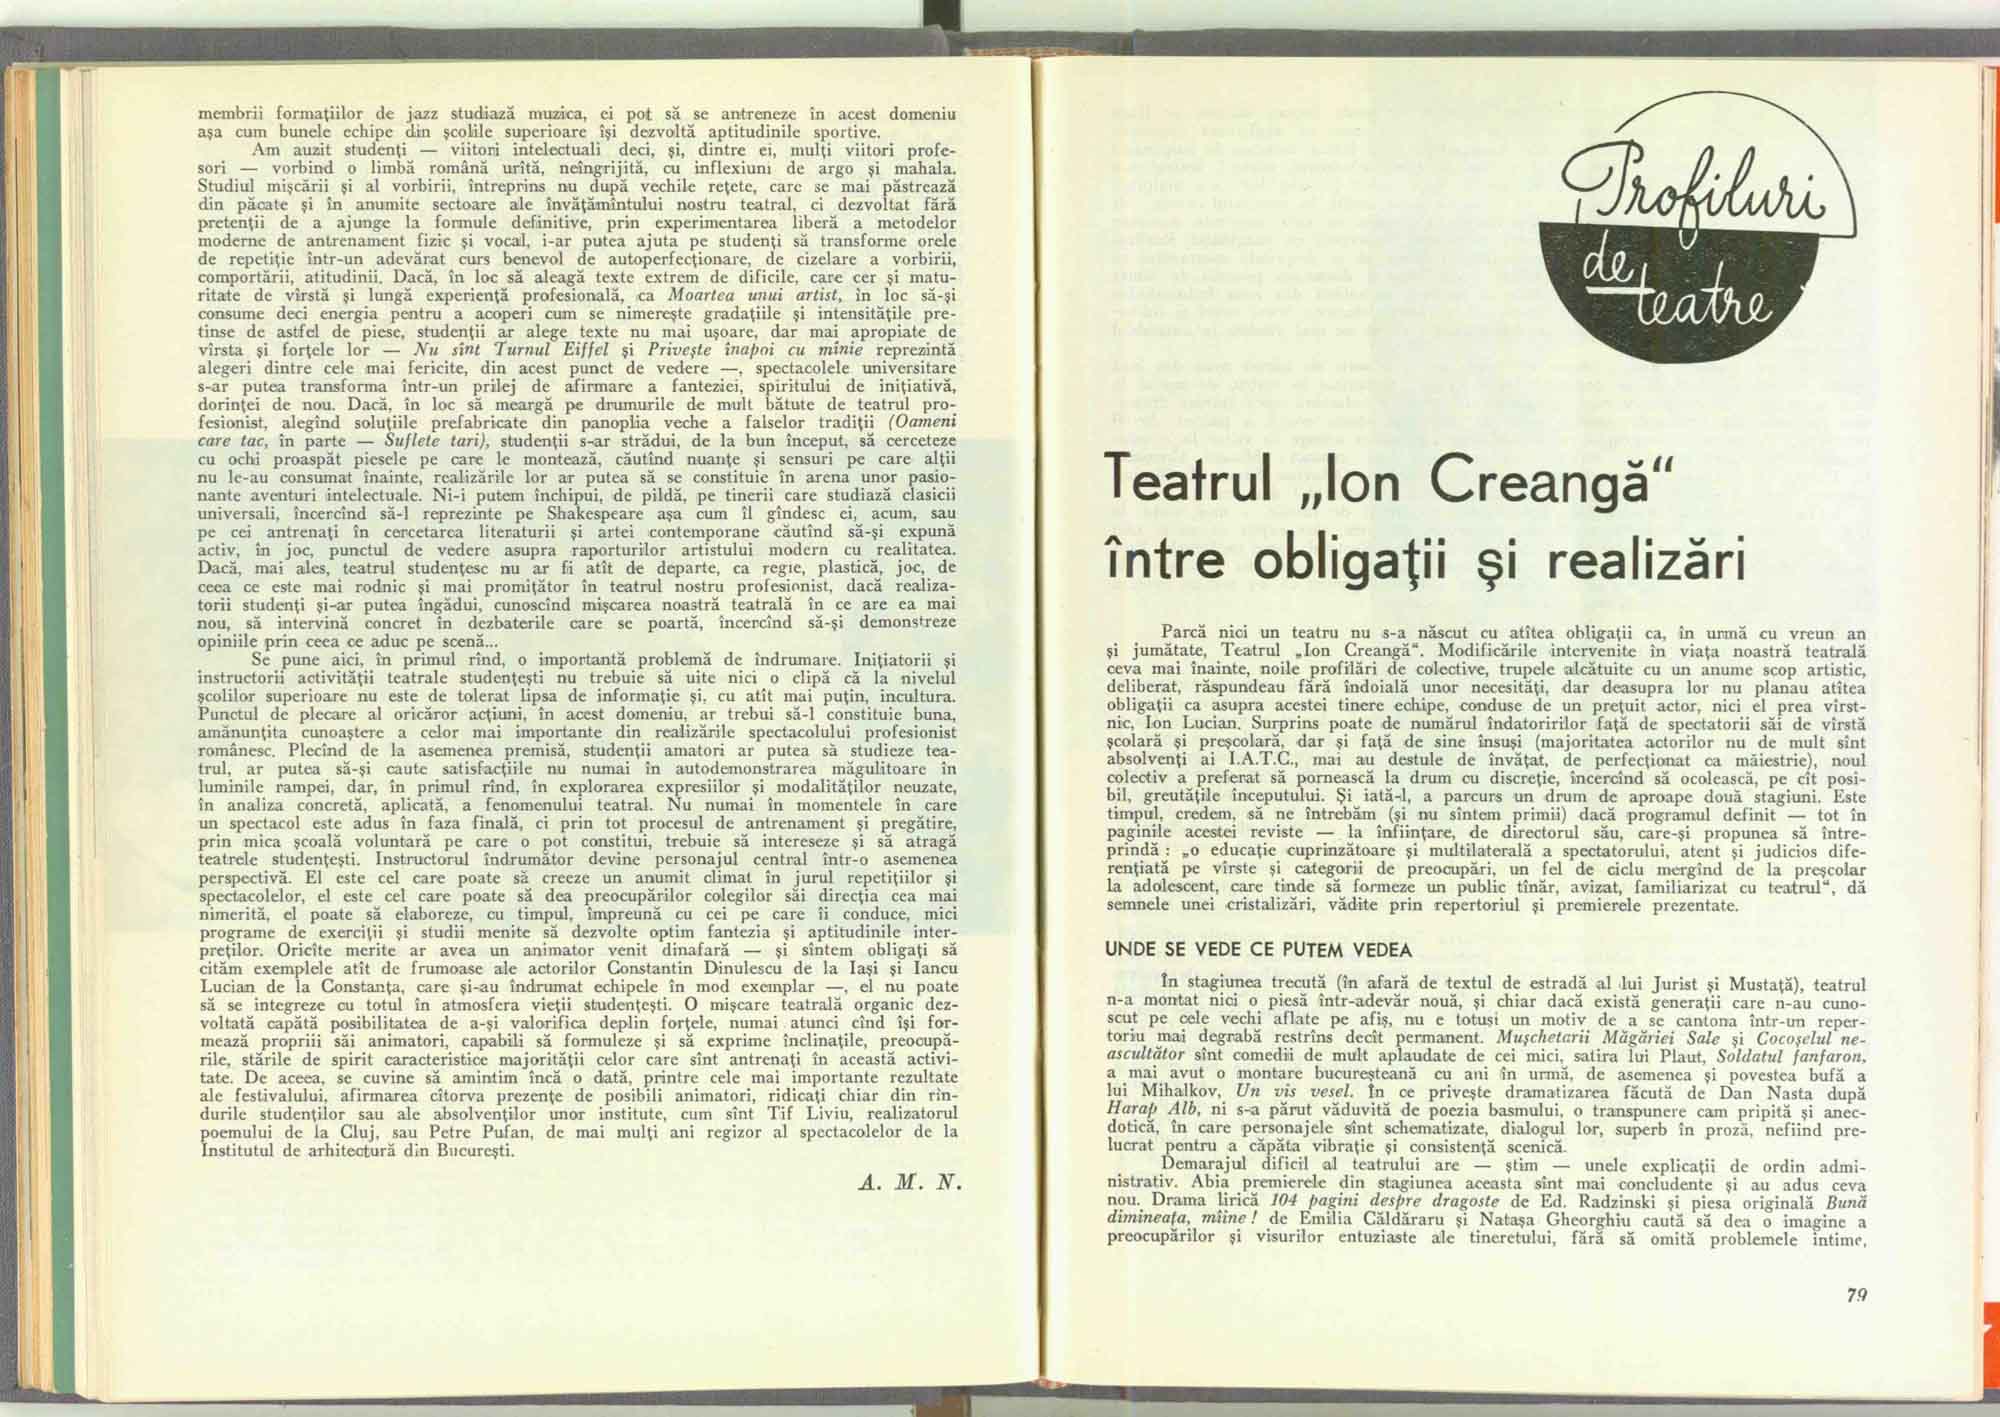 membrii formațiilor de jazz studiază muzica, ei pot să se antreneze în acest domeniu
așa cum bunele echipe din școlile superioare își dezvoltă aptitudinile sportive.
Am auzit studenți — viitori intelectuali deci, și, dintre ei, mulți viitori profe-
sori — vorbind o limbă română urîtă, neîngrijită, cu inflexiuni de argo și mahala.
Studiul mișcării și al vorbirii, întreprins nu după vechile rețete, care se mai păstrează
din păcate și în anumite sectoare ale învățămîntului nostru teatral, ci dezvoltat fără
pretenții de a ajunge la formule definitive, prin experimentarea liberă a metodelor
moderne de antrenament fizic și vocal, i-ar putea ajuta pe studenți să transforme orele
de repetiție într-un adevărat curs benevol de autoperfecționare, de cizelare a vorbirii,
comportării, atitudinii. Dacă, în loc să aleagă texte extrem de dificile, care cer și matu-
ritate de vîrstă și lungă experiență profesională, ca Moartea unui artist, în loc să-și
consume deci energia pentru a acoperi cum se nimerește gradațiile și intensitățile pre-
tinse de astfel de piese, studenții ar alege texte nu mai ușoare, dar mai apropiate de
vîrsta și forțele lor — Nu sînt Turnul Eiffel și Privește înapoi cu mînie reprezintă
alegeri dintre cele mai fericite, din acest punct de vedere —, spectacolele universitare
s-ar putea transforma într-un prilej de afirmare a fanteziei, spiritului de inițiativă,
dorinței de nou. Dacă, în loc să meargă pe drumurile de mult bătute de teatrul pro-
fesionist, alegînd soluțiile prefabricate din panoplia veche a falselor tradiții (Oameni
care tac, în parte — Suflete tari), studenții s-ar strădui, de la bun început, să cerceteze
cu ochi proaspăt piesele pe care le montează, căutînd nuanțe și sensuri pe care alții
nu le-au consumat înainte, realizările lor ar putea să se constituie în arena unor pasio-
nante aventuri intelectuale. Ni-i putem închipui, de pildă, pe tinerii care studiază clasicii
universali, încercînd să-l reprezinte pe Shakespeare așa cum îl gîndesc ei, acum, sau
pe cei antrenați în cercetarea literaturii și artei contemporane căutînd să-și expună
activ, în joc, punctul de vedere asupra raporturilor artistului modern cu realitatea.
Dacă, mai ales, teatrul studențesc nu ar fi atît de departe, ca regie, plastică, joc, de
ceea ce este mai rodnic și mai promițător în teatrul nostru profesionist, dacă realiza-
torii studenți și-ar putea îngădui, cunoscînd mișcarea noastră teatrală în ce are ea mai
nou, să intervină concret în dezbaterile care se poartă, încercînd să-și demonstreze
opiniile prin ceea ce aduc pe scenă...
Se pune aici, în primul rînd, o importantă problemă de îndrumare. Inițiatorii și
instructorii activității teatrale studențești nu trebuie să uite nici o clipă că la nivelul
școlilor superioare nu este de tolerat lipsa de informație și, cu atît mai puțin, incultura.
Punctul de plecare al oricăror acțiuni, în acest domeniu, ar trebui să-l constituie buna,
amănunțita cunoaștere a celor mai importante din realizările spectacolului profesionist
românesc. Plecînd de la asemenea premisă, studenții amatori ar putea să studieze tea-
trul, ar putea să-și caute satisfacțiile nu numai în autodemonstrarea măgulitoare în
luminile rampei, dar, în primul rînd, în explorarea expresiilor și modalităților neuzate,
în analiza concretă, aplicată, a fenomenului teatral. Nu numai în momentele în care
un spectacol este adus în faza finală, ci prin tot procesul de antrenament și pregătire,
prin mica școală voluntară pe care o pot constitui, trebuie să intereseze și să atragă
teatrele studențești. Instructorul îndrumător devine personajul central într-o asemenea
perspectivă. El este cel care poate să creeze un anumit climat în jurul repetițiilor și
spectacolelor, el este cel care poate să dea preocupărilor colegilor săi direcția cea mai
nimerită, el poate să elaboreze, cu timpul, împreună cu cei pe care îi conduce, mici
programe de exerciții și studii menite să dezvolte optim fantezia și aptitudinile inter-
preților. Oricîte merite ar avea un animator venit dinafară — și sîntem obligați să
cităm exemplele atît de frumoase ale actorilor Constantin Dinulescu de la Iași și Iancu
Lucian de la Constanța, care și-au îndrumat echipele în mod exemplar —, el nu poate
să se integreze cu totul în atmosfera vieții studențești. O mișcare teatrală organic dez-
voltată capătă posibilitatea de a-și valorifica deplin forțele, numai atunci cînd își for-
mează propriii săi animatori, capabili să formuleze și să exprime înclinațiile, preocupă-
rile, stările de spirit caracteristice majorității celor care sînt antrenați în această activi-
tate. De aceea, se cuvine să amintim încă o dată, printre cele mai importante rezultate
ale festivalului, afirmarea cîtorva prezențe de posibili animatori, ridicați chiar din rîn-
durile studenților sau ale absolvenților unor institute, cum sînt Tif Liviu, realizatorul
poemului de la Cluj, sau Petre Pufan, de mai mulți ani regizor al spectacolelor de la
Institutul de arhitectură din București.
A. M. N.
Profiluri
de
teatre
Teatrul „Ion Creangă“
între obligații și realizări
Parcă nici un teatru nu s-a născut cu atîtea obligații ca, în urmă cu vreun an
și jumătate, Teatrul „Ion Creangă“. Modificările intervenite în viața noastră teatrală
ceva mai înainte, noile profilări de colective, trupele alcătuite cu un anume scop artistic,
deliberat, răspundeau fără îndoială unor necesități, dar deasupra lor nu planau atîtea
obligații ca asupra acestei tinere echipe, conduse de un prețuit actor, nici el prea vîrst-
nic, Ion Lucian. Surprins poate de numărul îndatoririlor față de spectatorii săi de vîrstă
școlară și preșcolară, dar și față de sine însuși (majoritatea actorilor nu de mult sînt
absolvenți ai I.A.T.C., mai au destule de învățat, de perfecționat ca măiestrie), noul
colectiv a preferat să pornească la drum cu discreție, încercînd să ocolească, pe cît posi-
bil, greutățile începutului. Și iată-l, a parcurs un drum de aproape două stagiuni. Este
timpul, credem, să ne întrebăm (și nu sîntem primii) dacă programul definit — tot în
paginile acestei reviste — la înființare, de directorul său, care-și propunea să între-
prindă : „o educație cuprinzătoare și multilaterală a spectatorului, atent și judicios dife-
rențiată pe vîrste și categorii de preocupări, un fel de ciclu mergînd de la preșcolar
la adolescent, care tinde să formeze un public tînăr, avizat, familiarizat cu teatrul“, dă
semnele unei cristalizări, vădite prin repertoriul și premierele prezentate.
UNDE SE VEDE CE PUTEM VEDEA
În stagiunea trecută (în afară de textul de estradă al lui Jurist și Mustață), teatrul
n-a montat nici o piesă într-adevăr nouă, și chiar dacă există generații care n-au cuno-
scut pe cele vechi aflate pe afiș, nu e totuși un motiv de a se cantona într-un reper-
toriu mai degrabă restrîns decît permanent. Mușchetarii Măgăriei Sale și Cocoșelul ne-
ascultător sînt comedii de mult aplaudate de cei mici, satira lui Plaut, Soldatul fanfaron,
a mai avut o montare bucureșteană cu ani în urmă, de asemenea și povestea bufă a
lui Mihalkov, Un vis vesel. În ce privește dramatizarea făcută de Dan Nasta după
Harap Alb, ni s-a părut văduvită de poezia basmului, o transpunere cam pripită și anec-
dotică, în care personajele sînt schematizate, dialogul lor, superb în proză, nefiind pre-
lucrat pentru a căpăta vibrație și consistență scenică.
Demarajul dificil al teatrului are — știm — unele explicații de ordin admi-
nistrativ. Abia premierele din stagiunea aceasta sînt mai concludente și au adus ceva
nou. Drama lirică 104 pagini despre dragoste de Ed. Radzinski și piesa originală Bună
dimineața, mîine ! de Emilia Căldăraru și Natașa Gheorghiu caută să dea o imagine a
preocupărilor și visurilor entuziaste ale tineretului, fără să omită problemele intime,
79